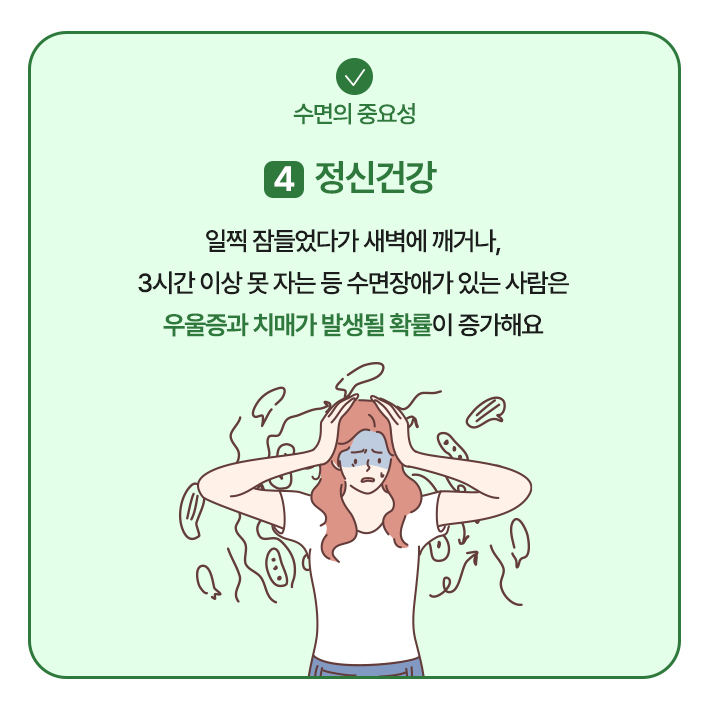 수면의 중요성
4 정신건강
일찍 잠들었다가 새벽에 깨거나,
3시간 이상 못 자는 등 수면장애가 있는 사람은
우울증과 치매가 발생될 확률이 증가해요